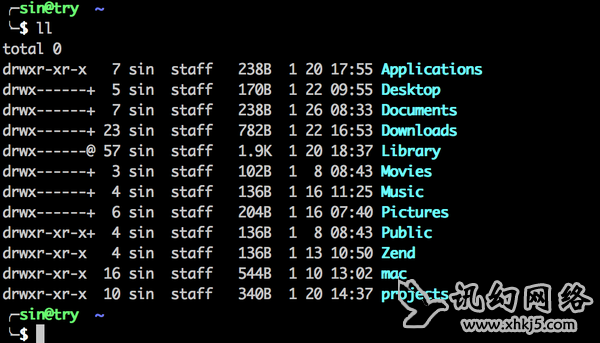 ╭─sin@try  ~
╰─$ ll
total 0
drwxr-xr-x   7 sin  staff   238B  1 20 17:55 Applications
drwx------+  5 sin  staff   170B  1 22 09:55 Desktop
drwx------+  7 sin  staff   238B  1 26 08:33 Documents
drwx------+ 23 sin  staff   782B  1 22 16:53 Downloads
drwx------@ 57 sin  staff   1.9K  1 20 18:37 Library
drwx------+  3 sin  staff   102B  1  8 08:43 Movies
drwx------+  4 sin  staff   136B  1 16 11:25 Music
drwx------+  6 sin  staff   204B  1 16 07:40 Pictures
drwxr-xr-x+  4 sin  staff   136B  1  8 08:43 Public
drwxr-xr-x   4 sin  staff   136B  1 13 10:50 Zend
drwxr-xr-x  16 sin  staff   544B  1 10 13:02 mac
drwxr-xr-x  10 sin  staff   340B  1 20 14:37 projects
╭─sin@try  ~
╰─$
讯幻网络
www.xhkj5.com